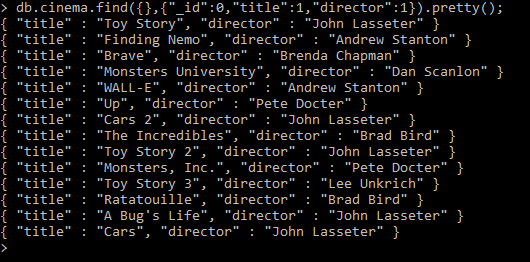 > db.cinema.find({},{"_id":0,"title":1,"director":1}).pretty();
{ "title" : "Toy Story", "director" : "John Lasseter" }
{ "title" : "Finding Nemo", "director" : "Andrew Stanton" }
{ "title" : "Brave", "director" : "Brenda Chapman" }
{ "title" : "Monsters University", "director" : "Dan Scanlon" }
{ "title" : "WALL-E", "director" : "Andrew Stanton" }
{ "title" : "Up", "director" : "Pete Docter" }
{ "title" : "Cars 2", "director" : "John Lasseter" }
{ "title" : "The Incredibles", "director" : "Brad Bird" }
{ "title" : "Toy Story 2", "director" : "John Lasseter" }
{ "title" : "Monsters, Inc.", "director" : "Pete Docter" }
{ "title" : "Toy Story 3", "director" : "Lee Unkrich" }
{ "title" : "Ratatouille", "director" : "Brad Bird" }
{ "title" : "A Bug's Life", "director" : "John Lasseter" }
{ "title" : "Cars", "director" : "John Lasseter" }
>